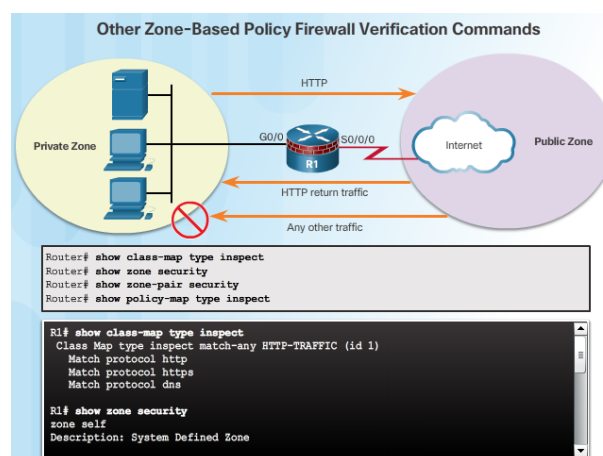 Other Zone-Based Policy Firewall Verification Commands
HTTP
Private Zone
G0/0
S0/0/0
R1
Internet
Public Zone
HTTP return traffic
Any other traffic
Router# show class-map type inspect
Router# show zone security
Router# show zone-pair security
Router# show policy-map type inspect
R1# show class-map type inspect
Class Map type inspect match-any HTTP-TRAFFIC (id 1)
Match protocol http
Match protocol https
Match protocol dns
R1# show zone security
zone self
Description: System Defined Zone